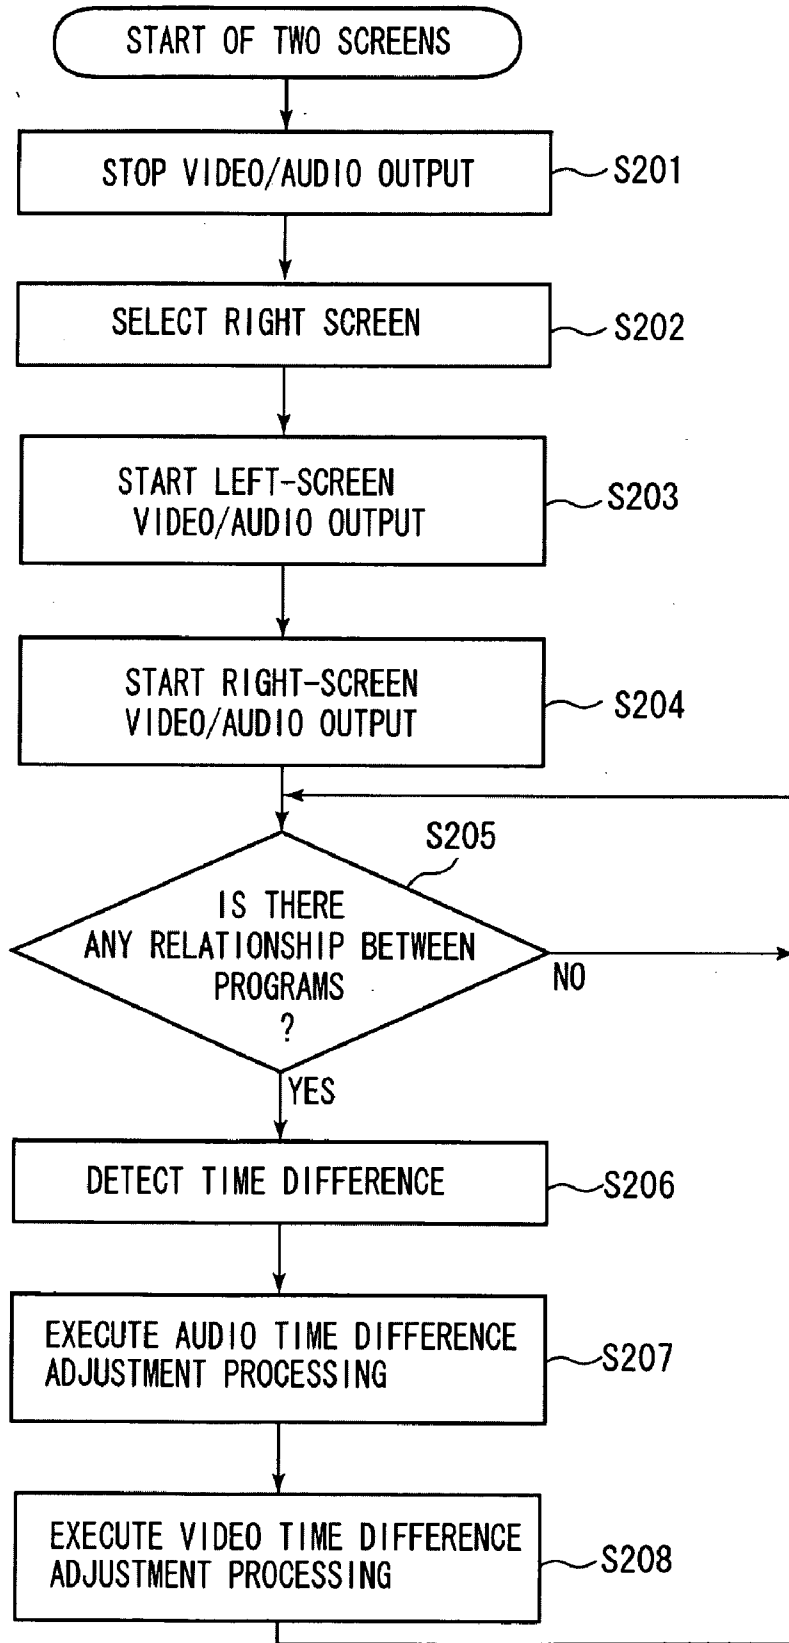 START OF TWO SCREENS
STOP VIDEO/AUDIO OUTPUT
S201
SELECT RIGHT SCREEN
S202
START LEFT-SCREEN
VIDEO/AUDIO OUTPUT
S203
START RIGHT-SCREEN
VIDEO/AUDIO OUTPUT
S204
S205
IS THERE
ANY RELATIONSHIP BETWEEN
PROGRAMS
?
NO
YES
DETECT TIME DIFFERENCE
S206
EXECUTE AUDIO TIME DIFFERENCE
ADJUSTMENT PROCESSING
S207
EXECUTE VIDEO TIME DIFFERENCE
ADJUSTMENT PROCESSING
S208